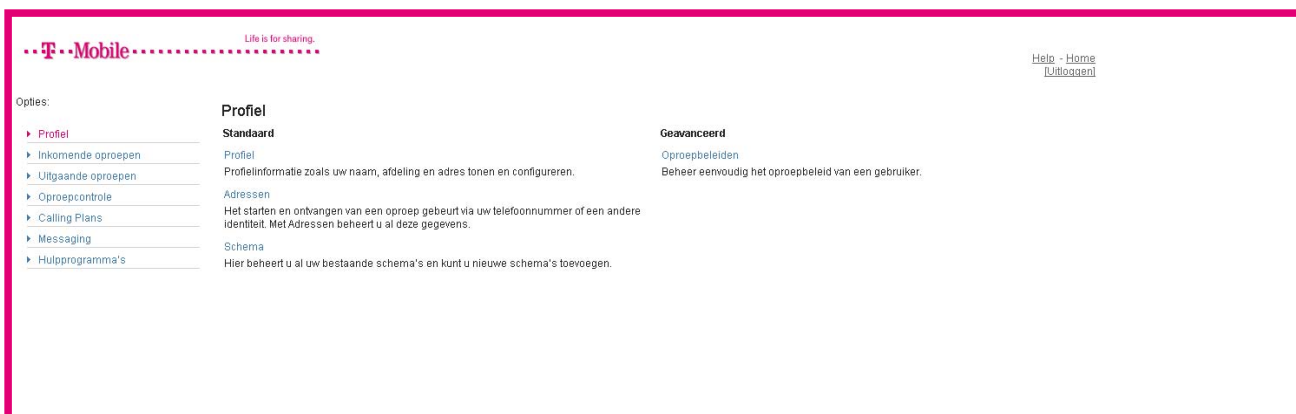 Life is for sharing.
T Mobile
Help - Home
[Uitloggen]
Opties:
Profiel
Inkomende oproepen
Uitgaande oproepen
Oproepcontrole
Calling Plans
Messaging
Hulpprogramma's
Profiel
Standaard
Profiel
Profielinformatie zoals uw naam, afdeling en adres tonen en configureren.
Adressen
Het starten en ontvangen van een oproep gebeurt via uw telefoonnummer of een andere
identiteit. Met Adressen beheert u al deze gegevens.
Schema
Hier beheert u al uw bestaande schema's en kunt u nieuwe schema's toevoegen.
Geavanceerd
Oproepbeleiden
Beheer eenvoudig het oproepbeleid van een gebruiker.